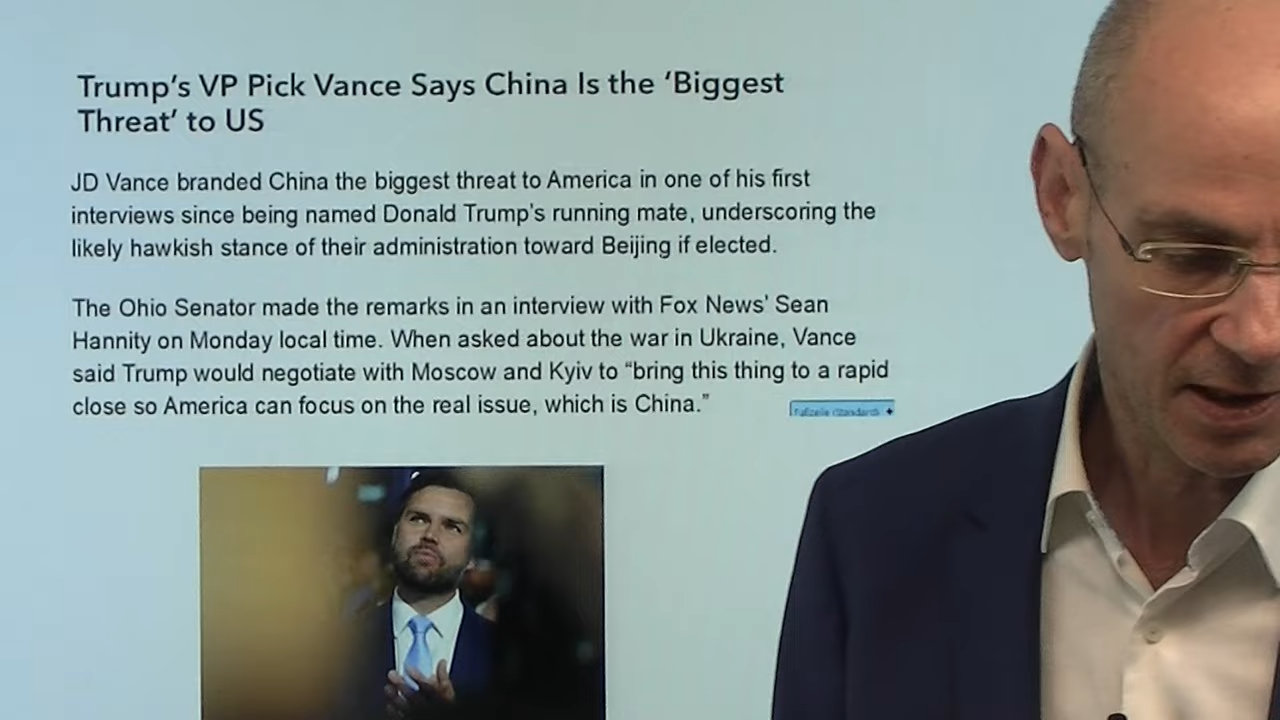 Trump's VP Pick Vance Says China Is the 'Biggest
Threat' to US
JD Vance branded China the biggest threat to America in one of his first
interviews since being named Donald Trump's running mate, underscoring the
likely hawkish stance of their administration toward Beijing if elected.
The Ohio Senator made the remarks in an interview with Fox News' Sean
Hannity on Monday local time. When asked about the war in Ukraine, Vance
said Trump would negotiate with Moscow and Kyiv to “bring this thing to a rapid
close so America can focus on the real issue, which is China.”